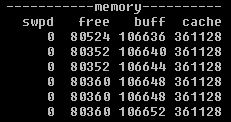 -----------memory----------
swpd free buff cache
0 80524 106636 361128
0 80352 106640 361128
0 80352 106644 361128
0 80360 106648 361128
0 80360 106648 361128
0 80360 106652 361128